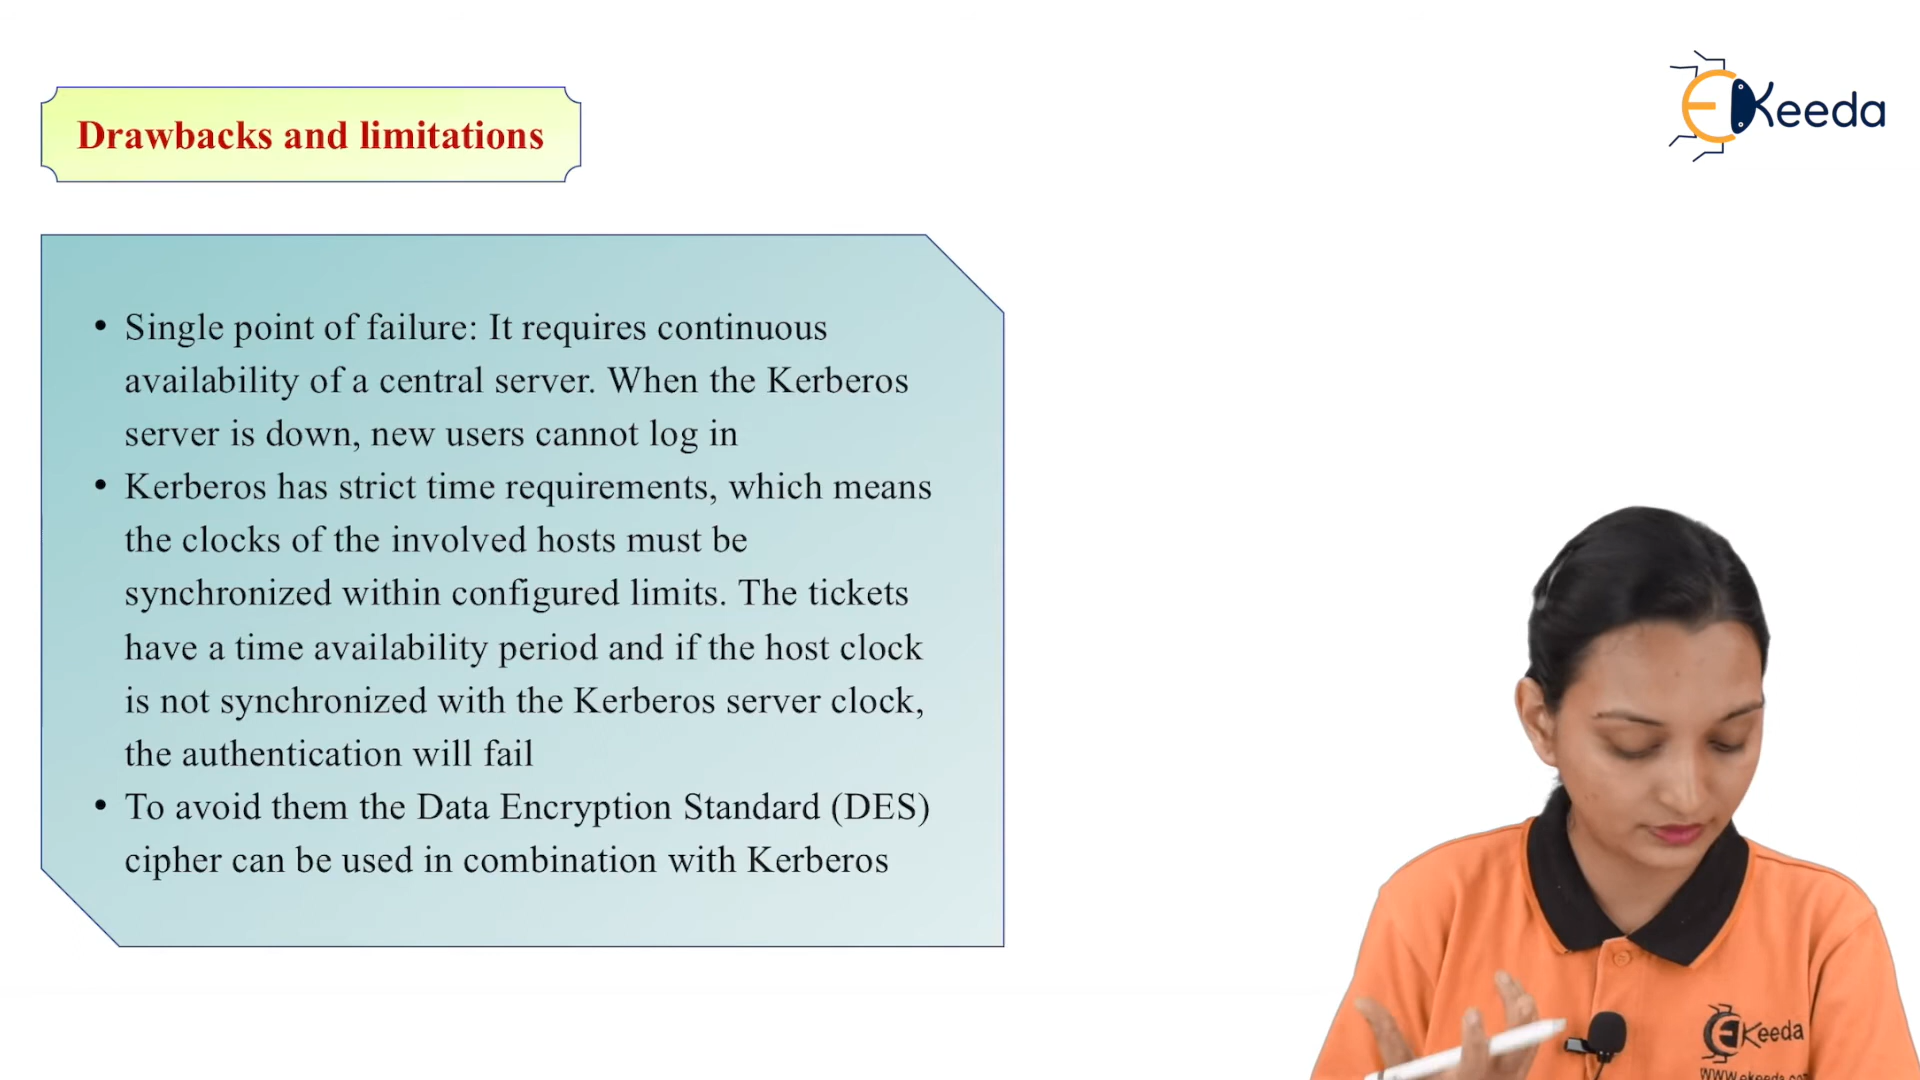 Drawbacks and limitations
EKeeda
• Single point of failure: It requires continuous
availability of a central server. When the Kerberos
server is down, new users cannot log in
• Kerberos has strict time requirements, which means
the clocks of the involved hosts must be
synchronized within configured limits. The tickets
have a time availability period and if the host clock
is not synchronized with the Kerberos server clock,
the authentication will fail
• To avoid them the Data Encryption Standard (DES)
cipher can be used in combination with Kerberos
EKeeda